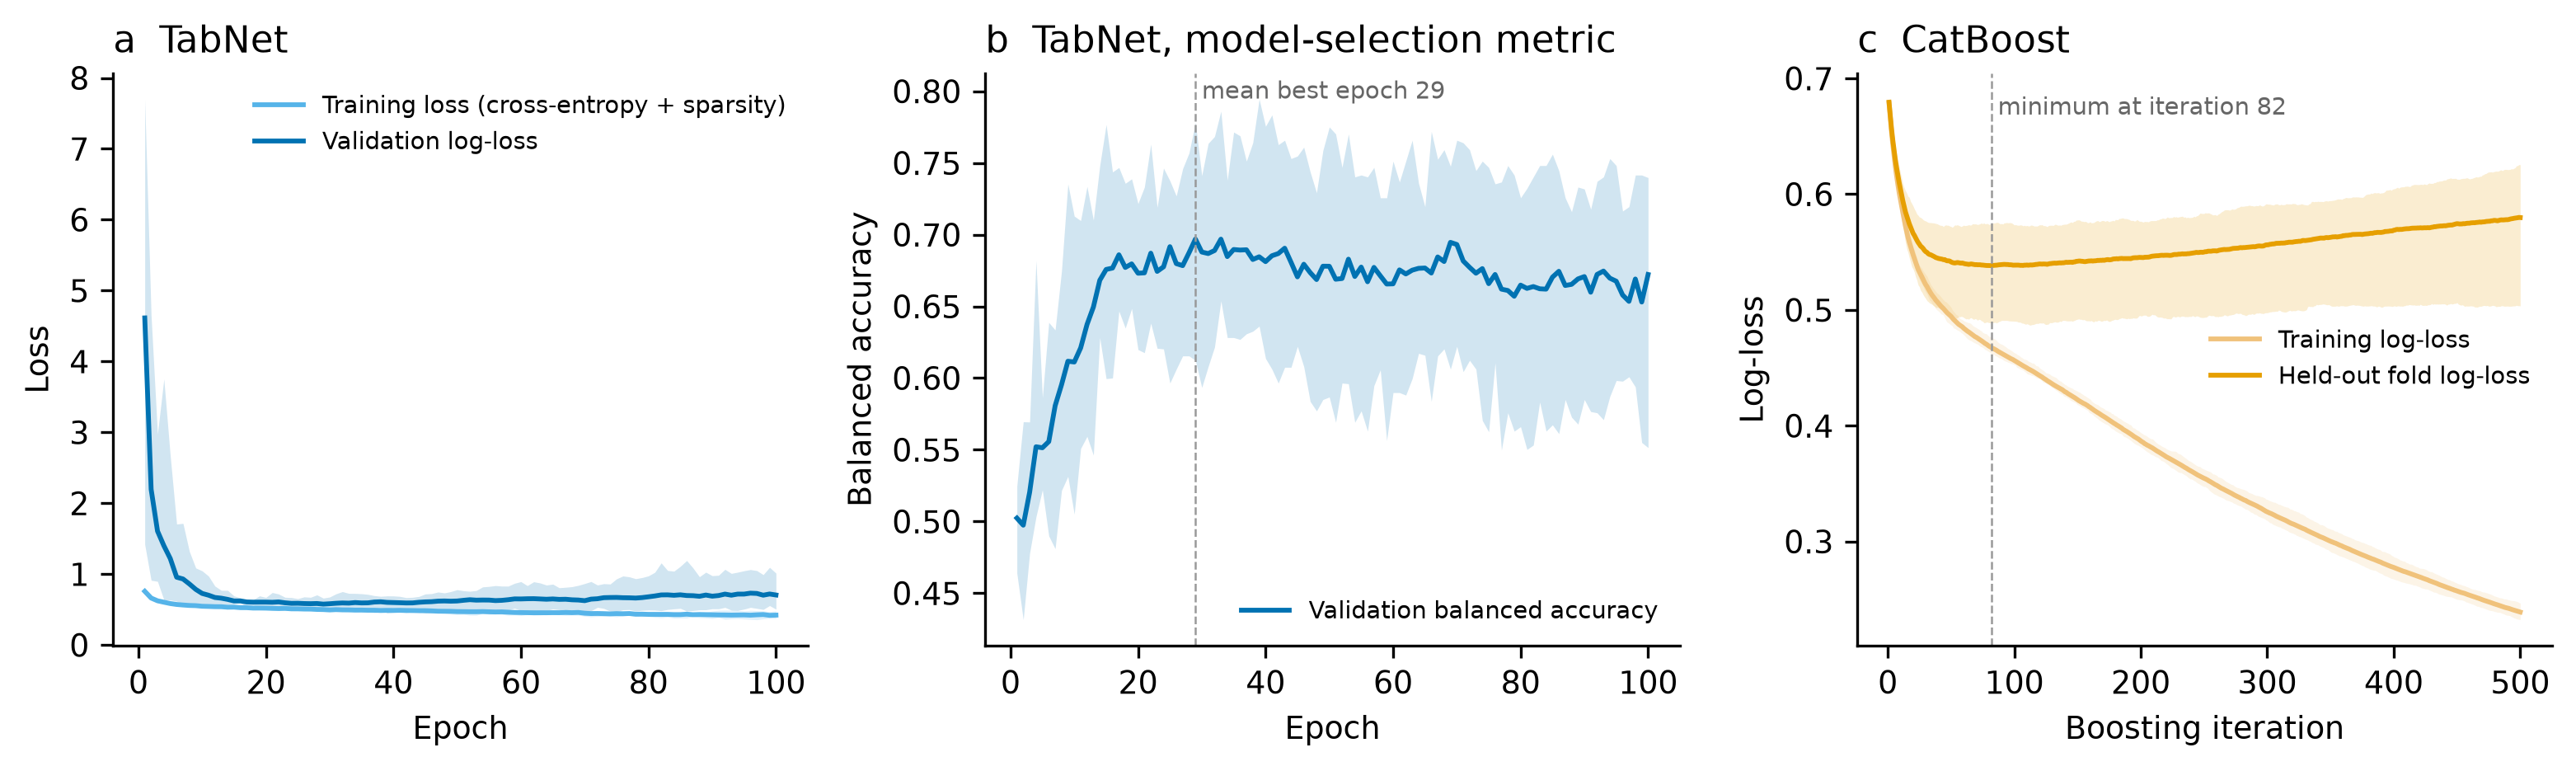 a TabNet
8
7
6
5
4
3
2
1
0
Loss
Training loss (cross-entropy + sparsity)
Validation log-loss
0 20 40 60 80 100
Epoch
b TabNet, model-selection metric
mean best epoch 29
0.80
0.75
0.70
0.65
0.60
0.55
0.50
0.45
Balanced accuracy
Validation balanced accuracy
0 20 40 60 80 100
Epoch
c CatBoost
minimum at iteration 82
0.7
0.6
0.5
0.4
0.3
Log-loss
Training log-loss
Held-out fold log-loss
0 100 200 300 400 500
Boosting iteration